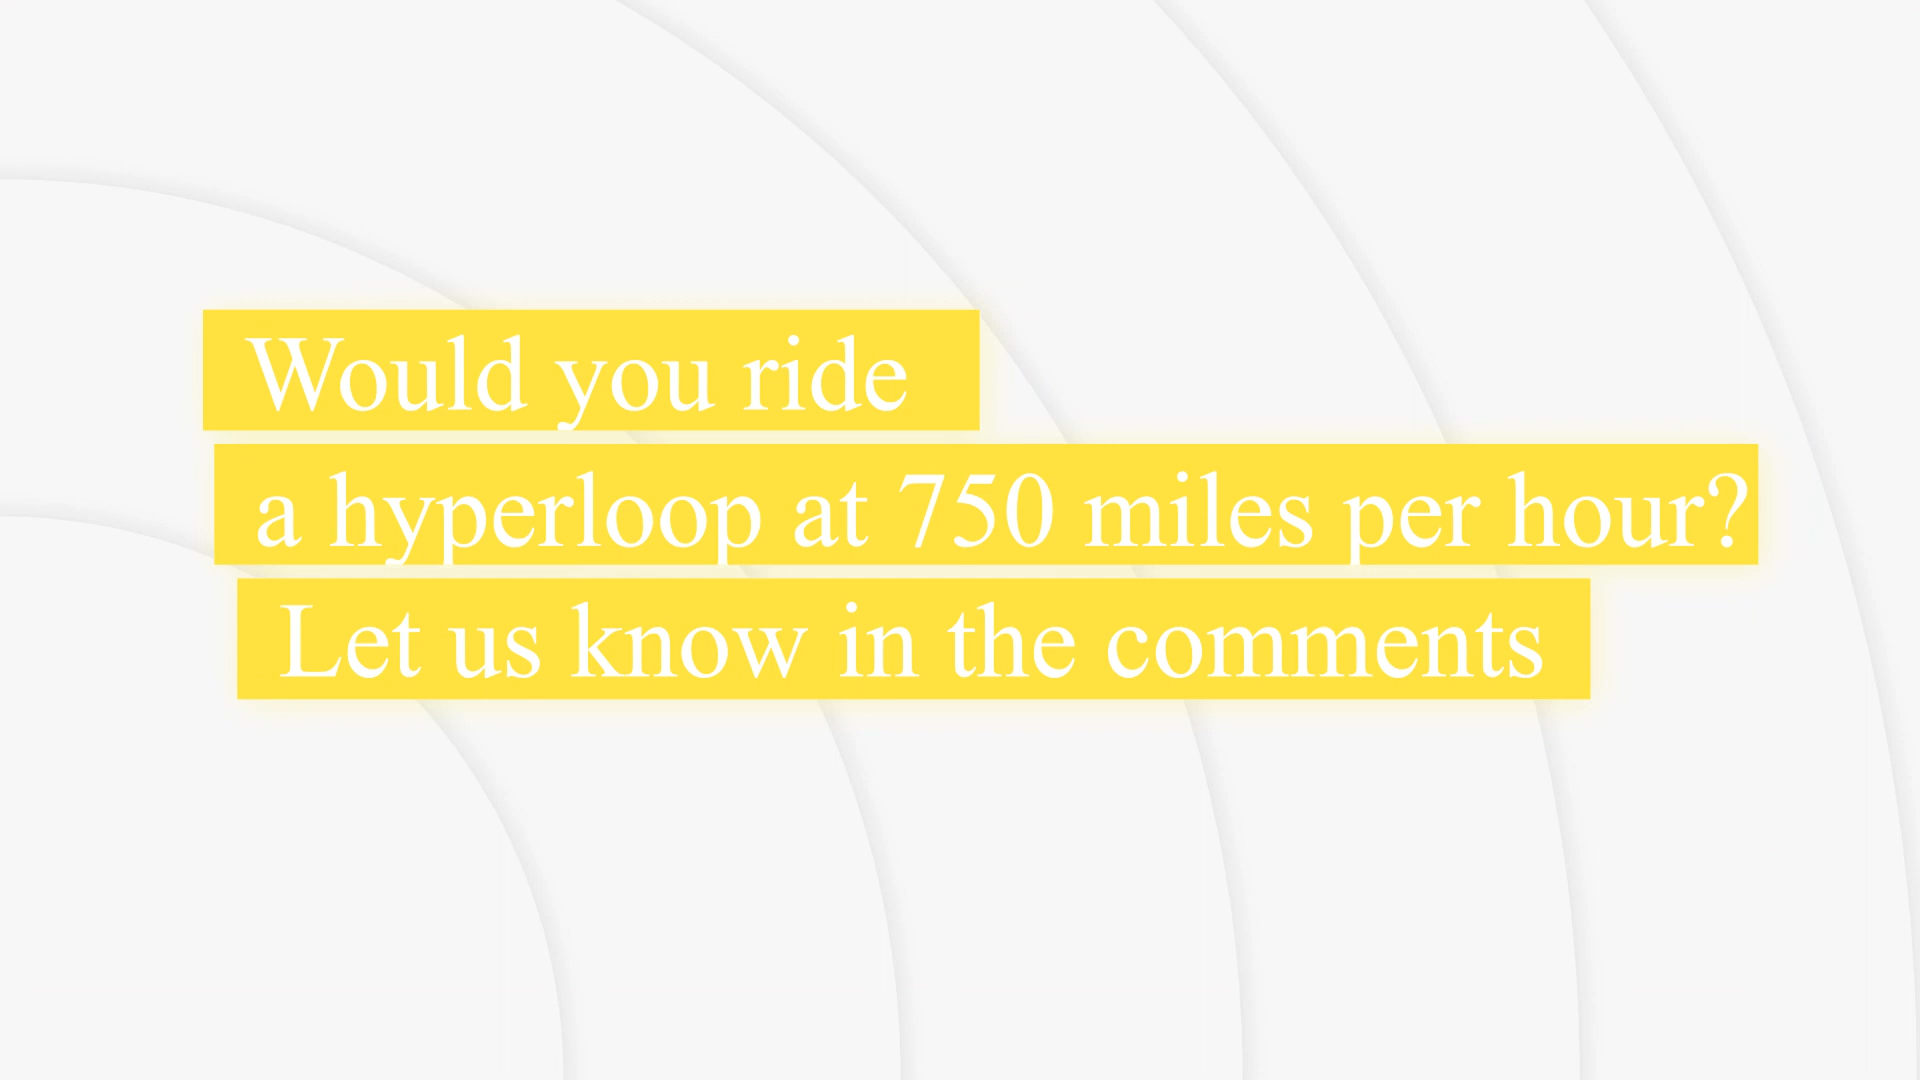 Would you ride
a hyperloop at 750 miles per hour?
Let us know in the comments